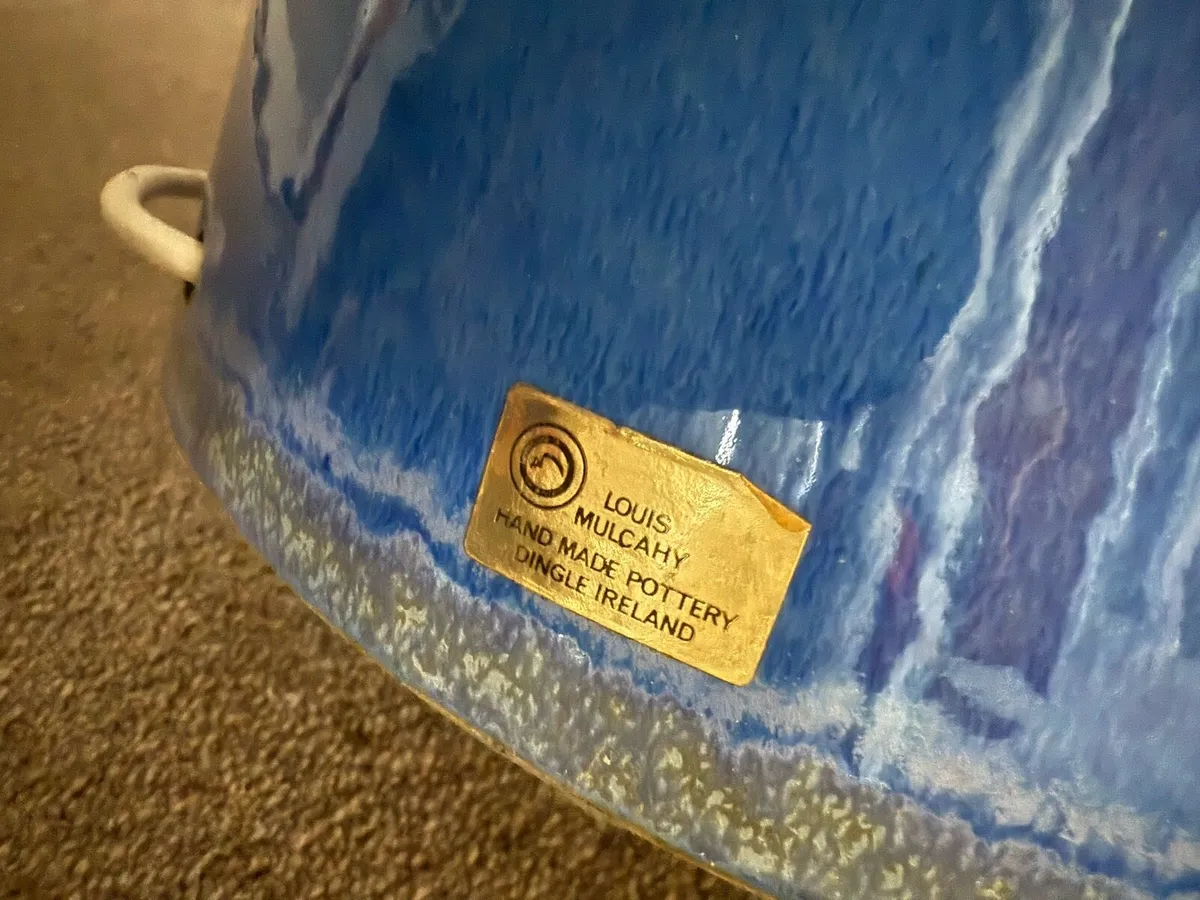 LOUIS
MULCAHY
HAND MADE POTTERY
DINGLE IRELAND